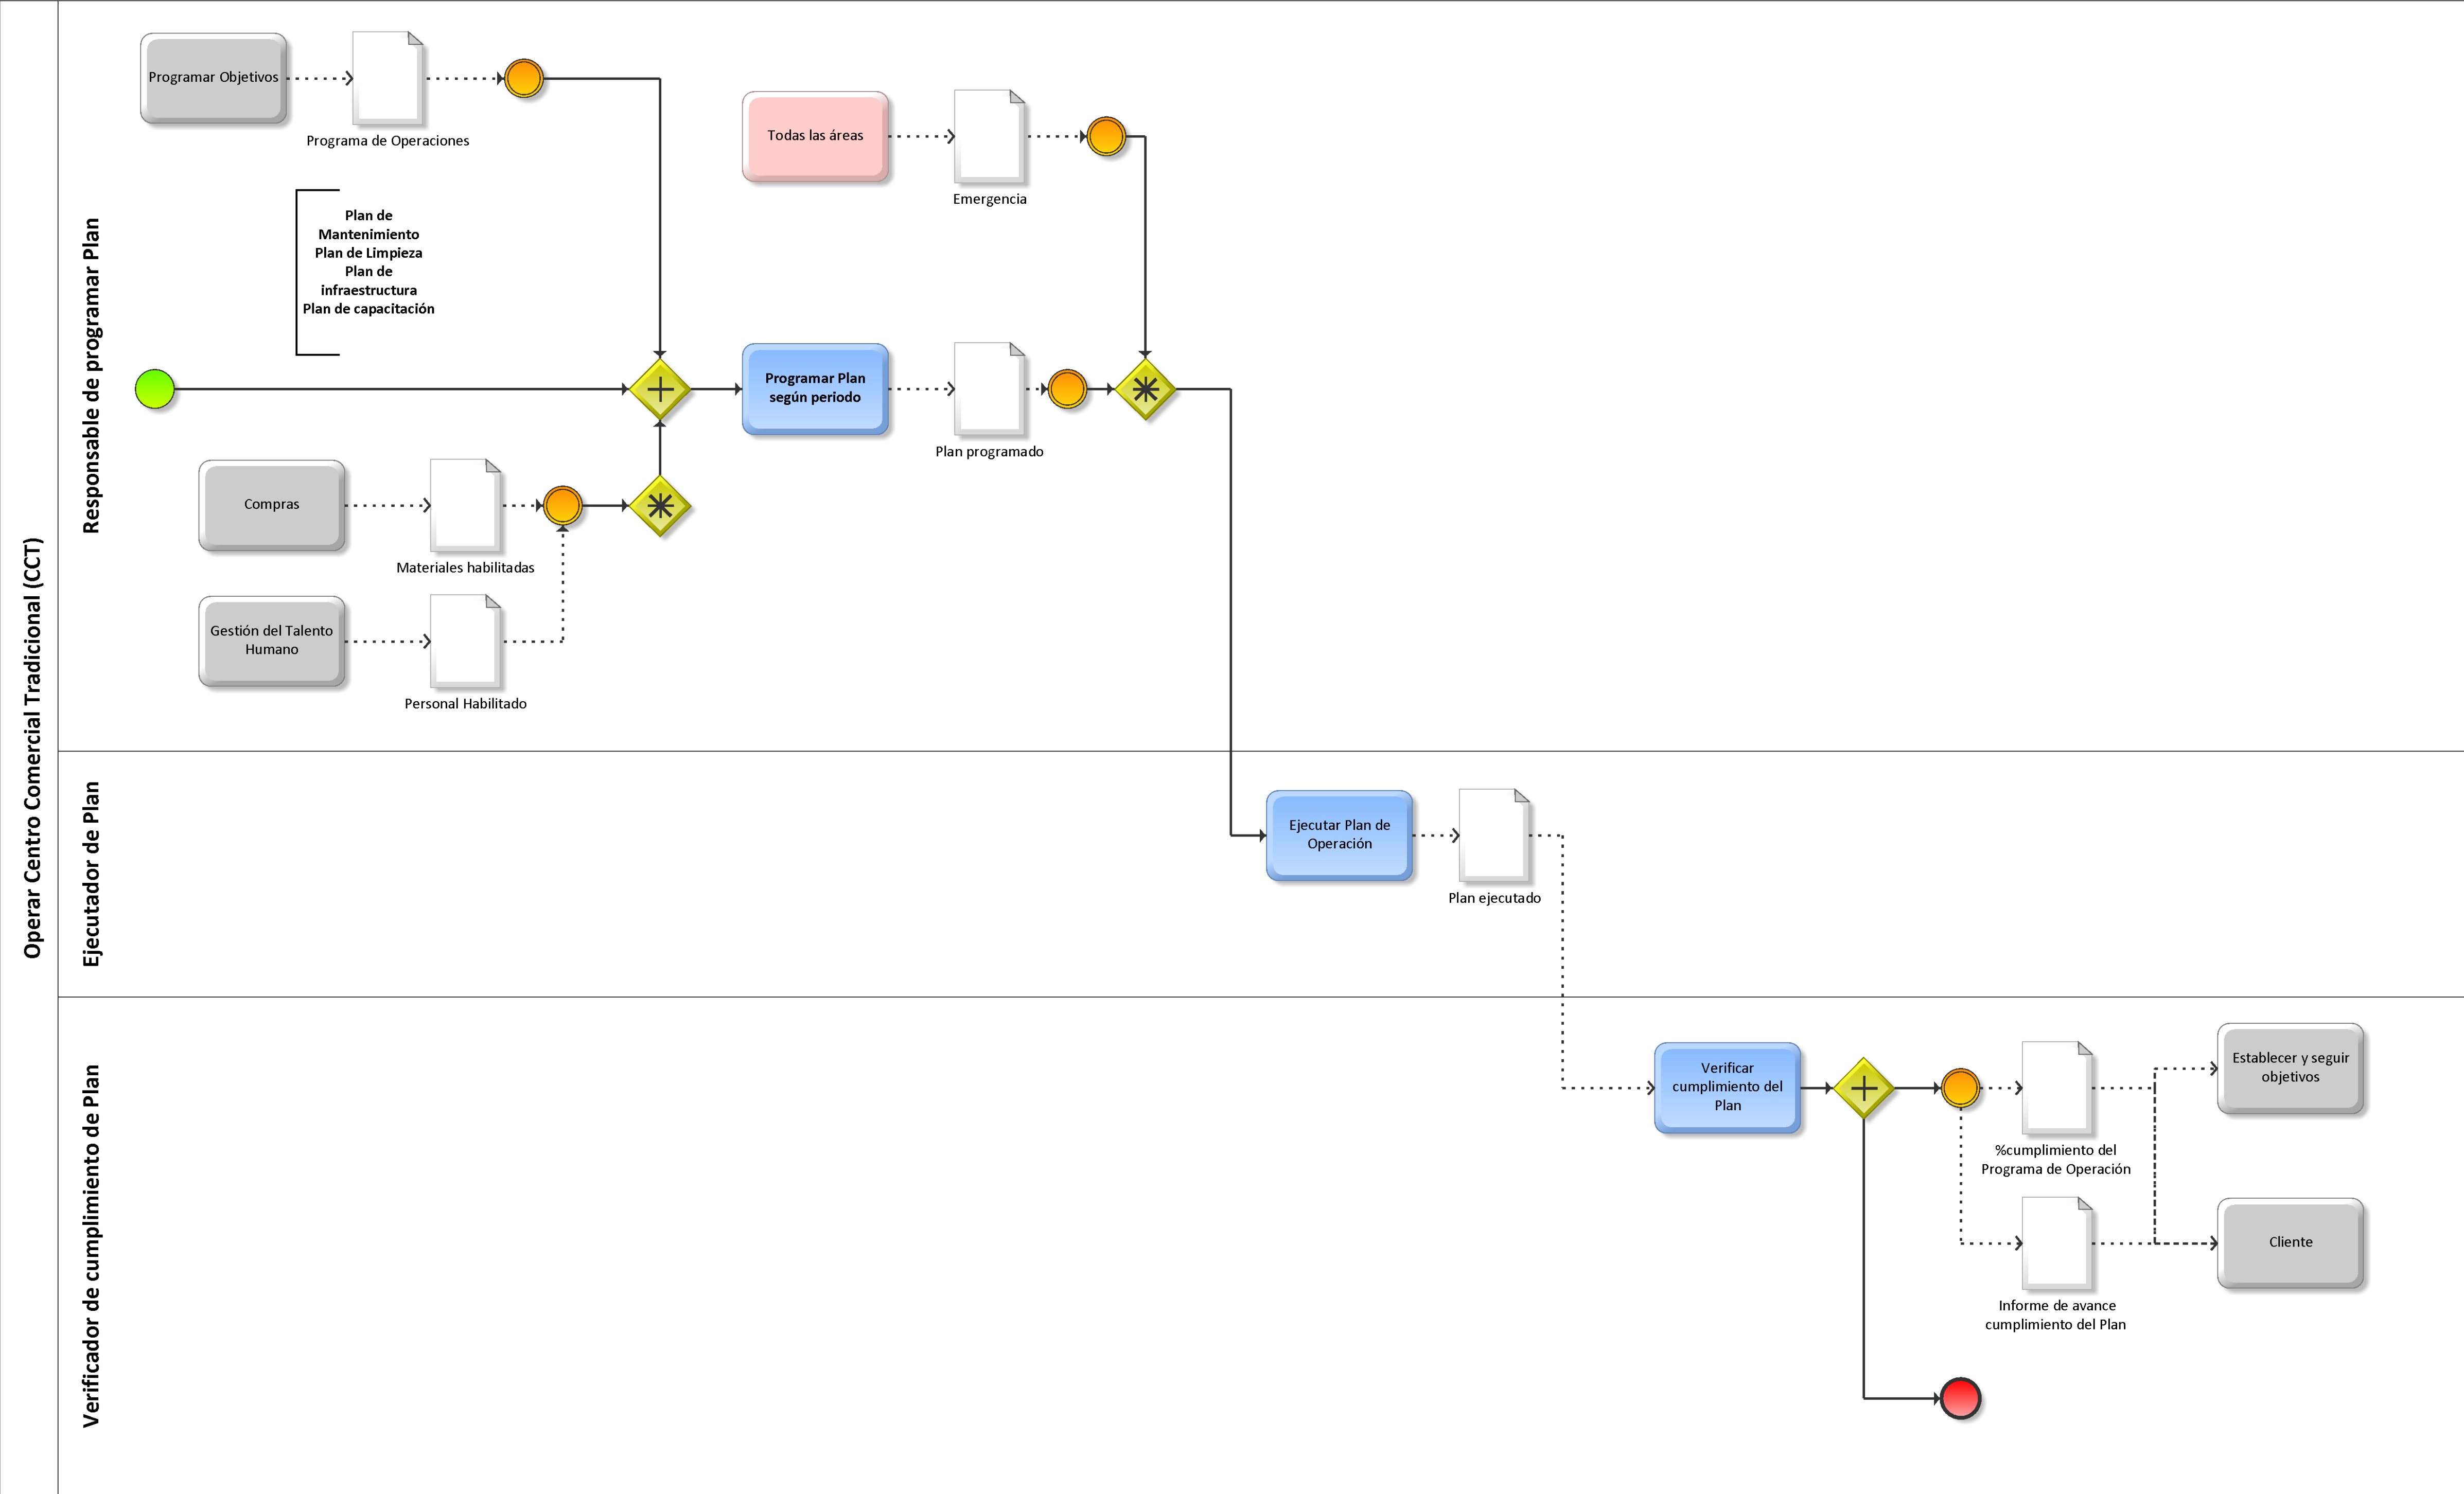 Operar Centro Comercial Tradicional (CCT)
Responsable de programar Plan
Programar Objetivos
Programa de Operaciones
Todas las áreas
Emergencia
Plan de
Mantenimiento
Plan de Limpieza
Plan de
infraestructura
Plan de capacitación
Programar Plan
según periodo
Plan programado
Compras
Materiales habilitadas
Gestión del Talento
Humano
Personal Habilitado
Ejecutador de Plan
Ejecutar Plan de
Operación
Plan ejecutado
Verificador de cumplimiento de Plan
Verificar
cumplimiento del
Plan
%cumplimiento del
Programa de Operación
Establecer y seguir
objetivos
Informe de avance
cumplimiento del Plan
Cliente